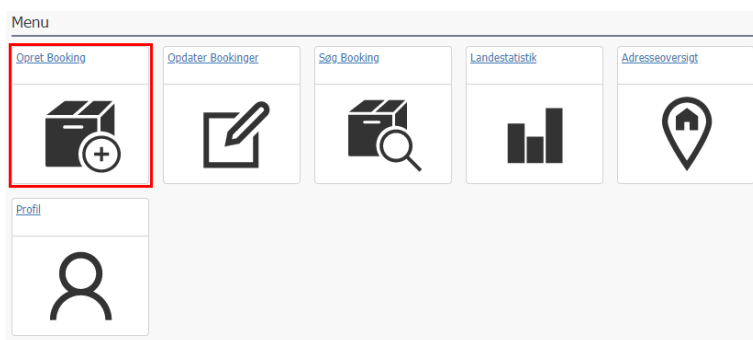 Menu
Opret Booking
Opdater Bookinger
Søg Booking
Landestatistik
Adresseoversigt
Profil